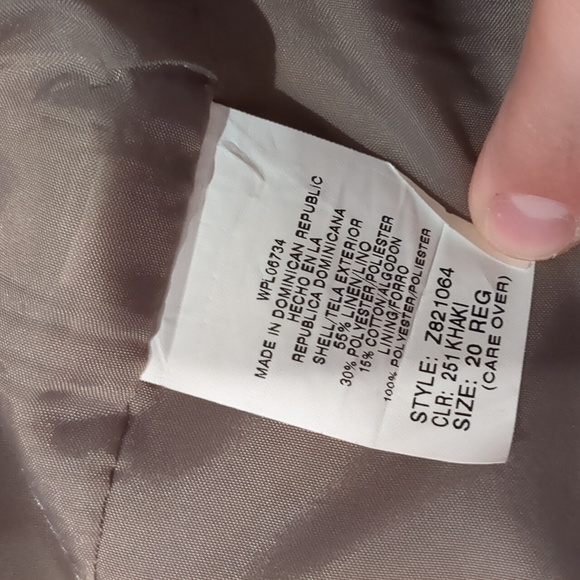 WPL06734
MADE IN DOMINICAN REPUBLIC
HECHO EN LA
REPUBLICA DOMINICANA
SHELL/TELA EXTERIOR
55% LINEN/LINO
30% POLYESTER/POLIESTER
15% COTTON/ALGODON
LINING/FORRO
100% POLYESTER/POLIESTER
STYLE: Z821064
CLR: 251 KHAKI
SIZE: 20 REG
(CARE OVER)